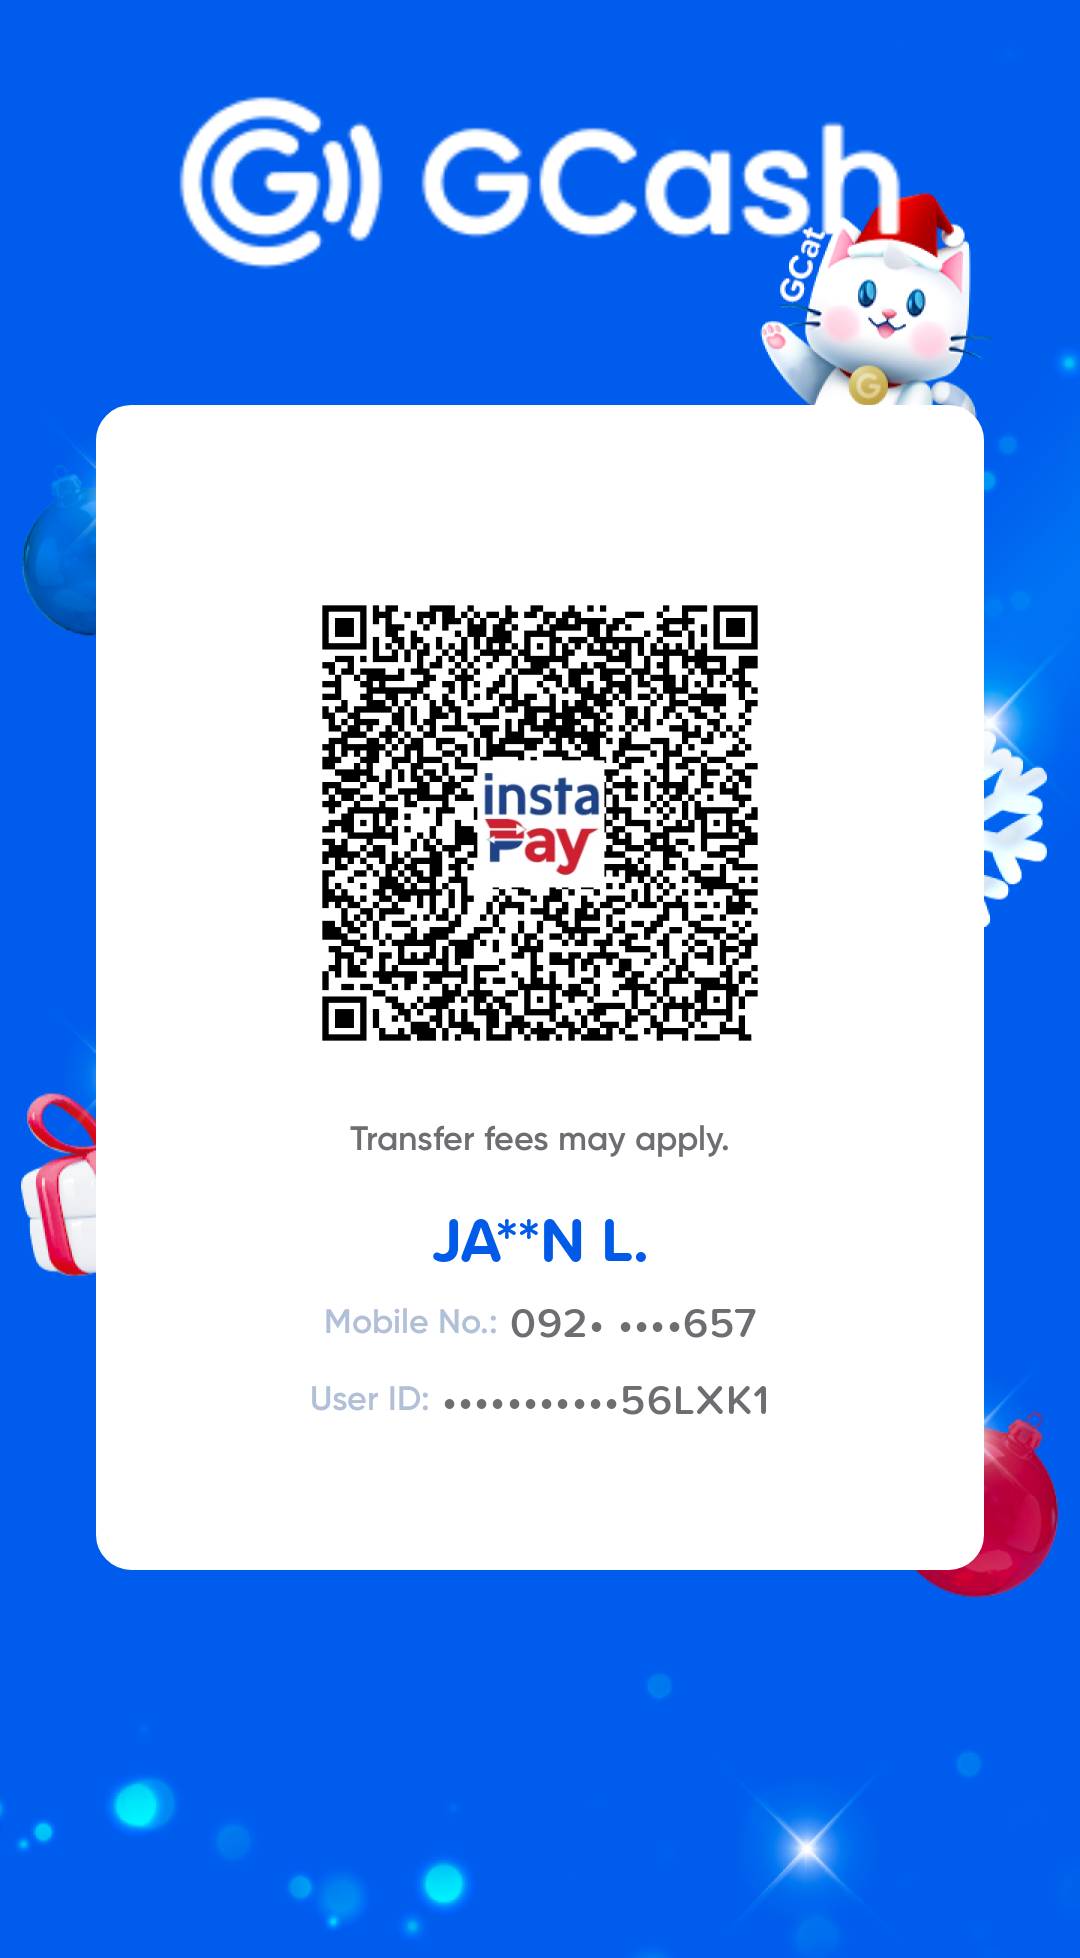 GCash
GCat
insta
Pay
Transfer fees may apply.
JA**N L.
Mobile No.: 092• ••••657
User ID: •••••••••••56LXK1